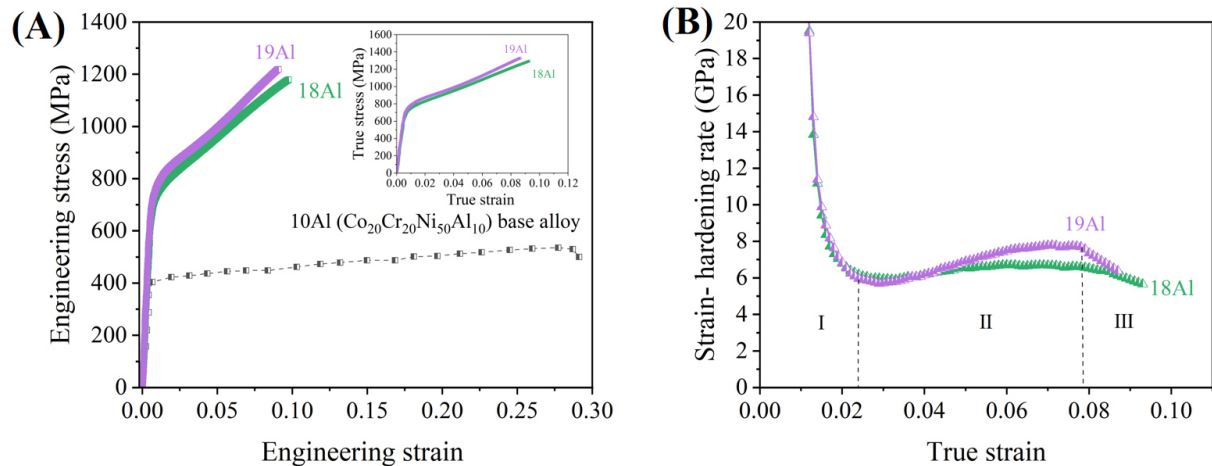 (A)
Engineering stress (MPa)
1400
1200
1000
800
600
400
200
0
19Al
18Al
True stress (MPa)
1600
1400
1200
1000
800
600
400
200
0
19Al
18Al
0.00 0.02 0.04 0.06 0.08 0.10 0.12
True strain
10Al (Co₂₀Cr₂₀Ni₅₀Al₁₀) base alloy
0.00 0.05 0.10 0.15 0.20 0.25 0.30
Engineering strain
(B)
Strain- hardening rate (GPa)
20
18
16
14
12
10
8
6
4
2
0
19Al
18Al
I II III
0.00 0.02 0.04 0.06 0.08 0.10
True strain